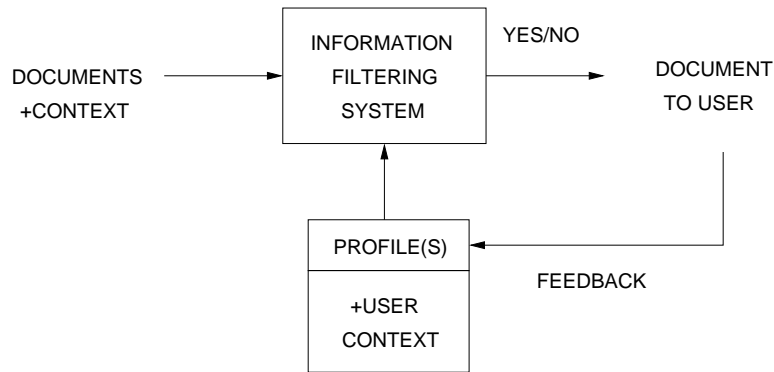 DOCUMENTS
+CONTEXT
INFORMATION
FILTERING
SYSTEM
YES/NO
DOCUMENT
TO USER
PROFILE(S)
+USER
CONTEXT
FEEDBACK